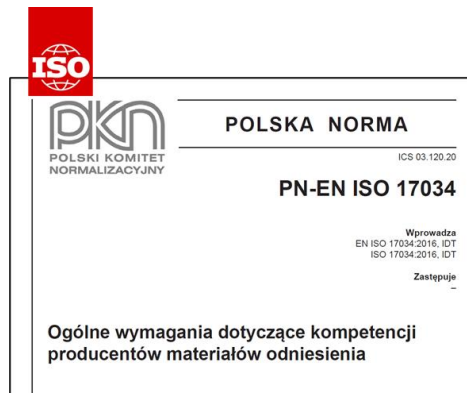 ISO
PKN
POLSKI KOMITET
NORMALIZACYJNY
POLSKA NORMA
ICS 03.120.20
PN-EN ISO 17034
Wprowadza
EN ISO 17034:2016, IDT
ISO 17034:2016, IDT
Zastępuje
–
Ogólne wymagania dotyczące kompetencji
producentów materiałów odniesienia